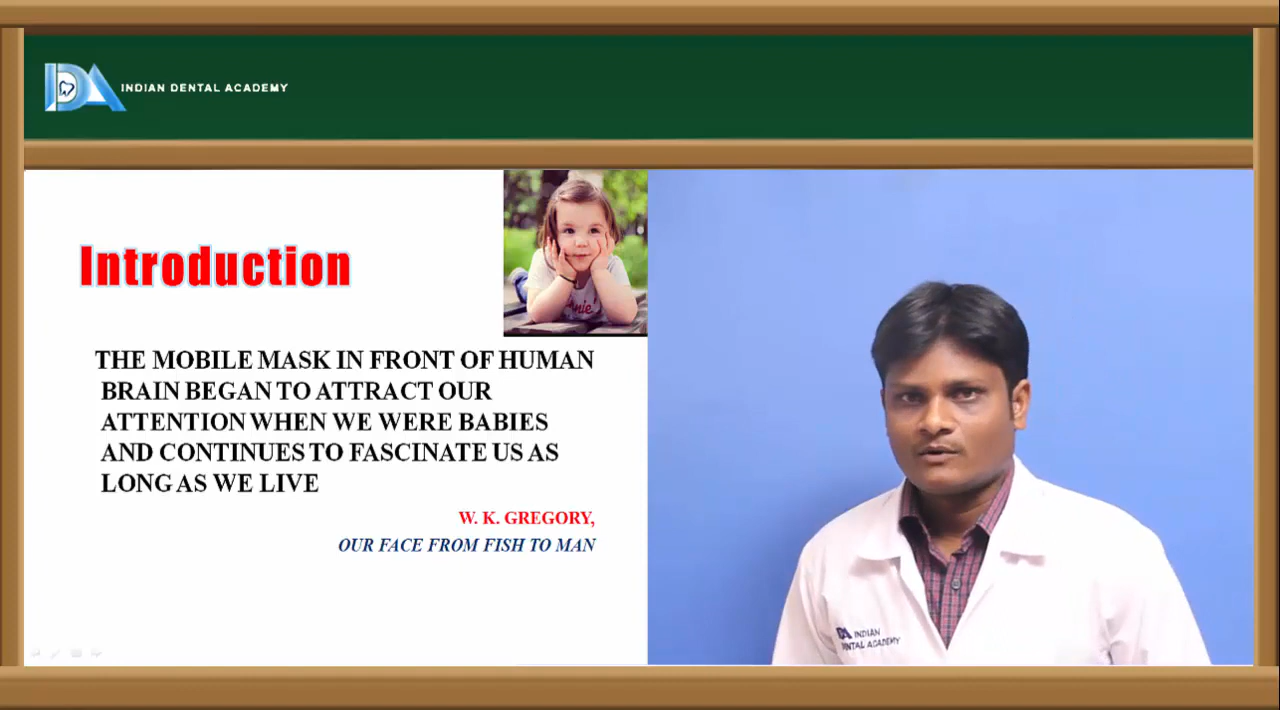 INDIAN DENTAL ACADEMY
Introduction
THE MOBILE MASK IN FRONT OF HUMAN
BRAIN BEGAN TO ATTRACT OUR
ATTENTION WHEN WE WERE BABIES
AND CONTINUES TO FASCINATE US AS
LONG AS WE LIVE
W. K. GREGORY,
OUR FACE FROM FISH TO MAN
INDIAN
DENTAL ACADEMY